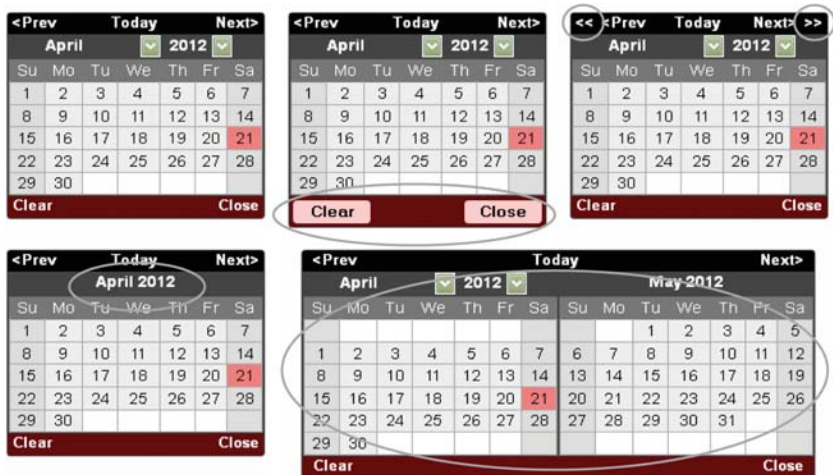 <Prev Today Next>
April 2012
Su Mo Tu We Th Fr Sa
1 2 3 4 5 6 7
8 9 10 11 12 13 14
15 16 17 18 19 20 21
22 23 24 25 26 27 28
29 30
Clear Close
<Prev Today Next>
April 2012
Su Mo Tu We Th Fr Sa
1 2 3 4 5 6 7
8 9 10 11 12 13 14
15 16 17 18 19 20 21
22 23 24 25 26 27 28
29 30
Clear Close
<< <Prev Today Next> >>
April 2012
Su Mo Tu We Th Fr Sa
1 2 3 4 5 6 7
8 9 10 11 12 13 14
15 16 17 18 19 20 21
22 23 24 25 26 27 28
29 30
Clear Close
<Prev Today Next>
April 2012
Su Mo Tu We Th Fr Sa
1 2 3 4 5 6 7
8 9 10 11 12 13 14
15 16 17 18 19 20 21
22 23 24 25 26 27 28
29 30
Clear Close
<Prev Today Next>
April 2012 May 2012
Su Mo Tu We Th Fr Sa Su Mo Tu We Th Fr Sa
1 2 3 4 5
1 2 3 4 5 6 7 6 7 8 9 10 11 12
8 9 10 11 12 13 14 13 14 15 16 17 18 19
15 16 17 18 19 20 21 20 21 22 23 24 25 26
22 23 24 25 26 27 28 27 28 29 30 31
29 30
Clear Close